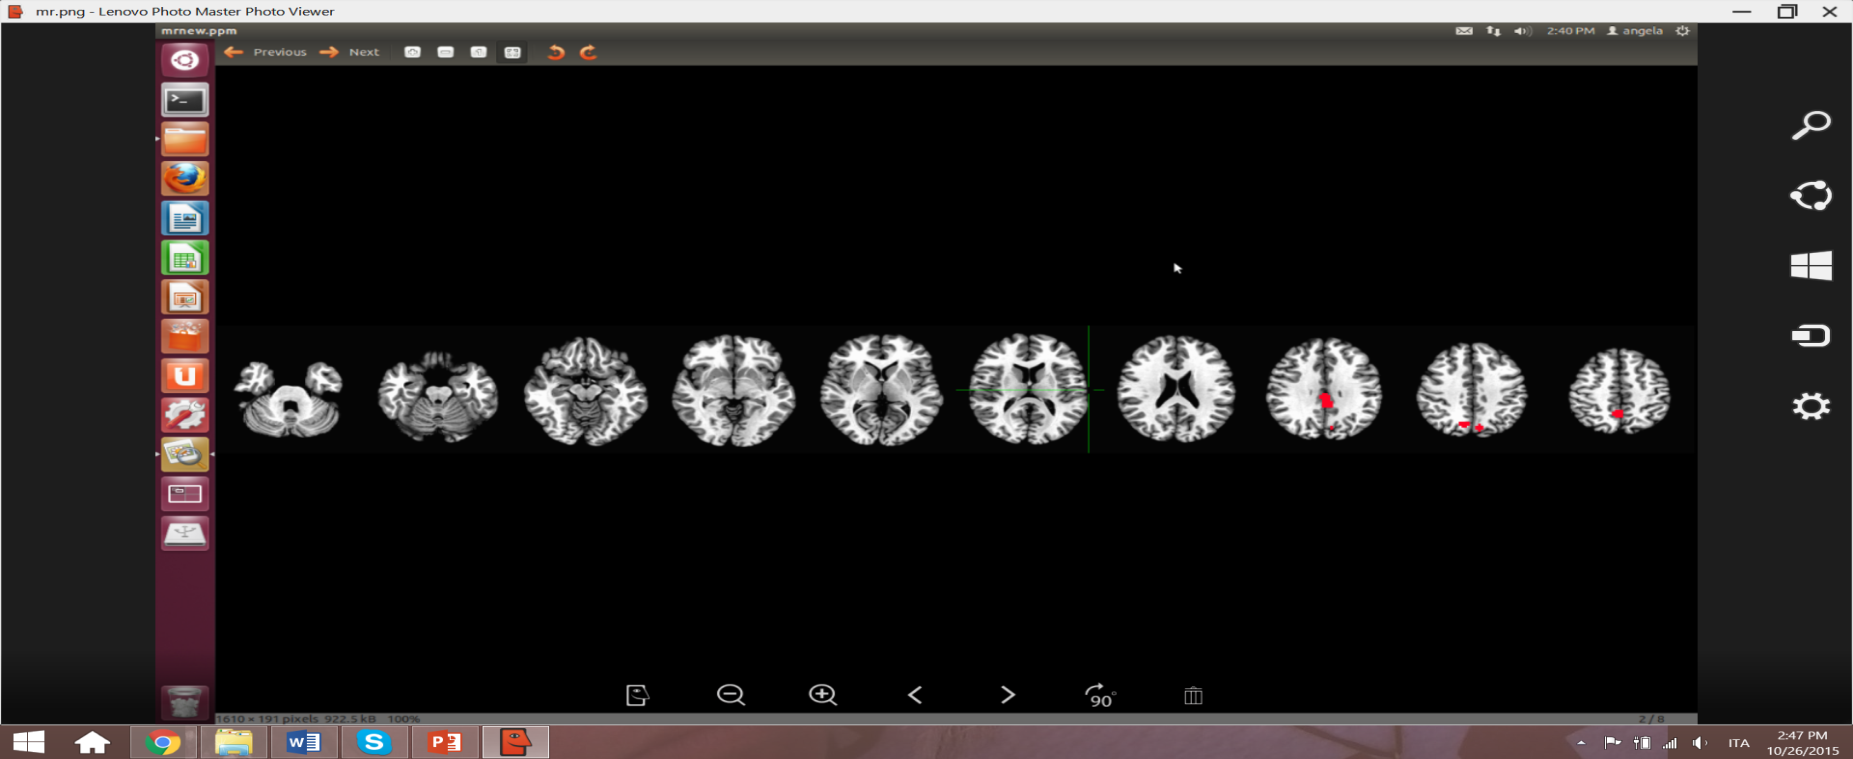 mr.png - Lenovo Photo Master Photo Viewer
mrnew.ppm
2:40 PM angela
Previous Next
90°
1610 × 191 pixels 922.5 kB 100%
2 / 8
ITA
2:47 PM
10/26/2015